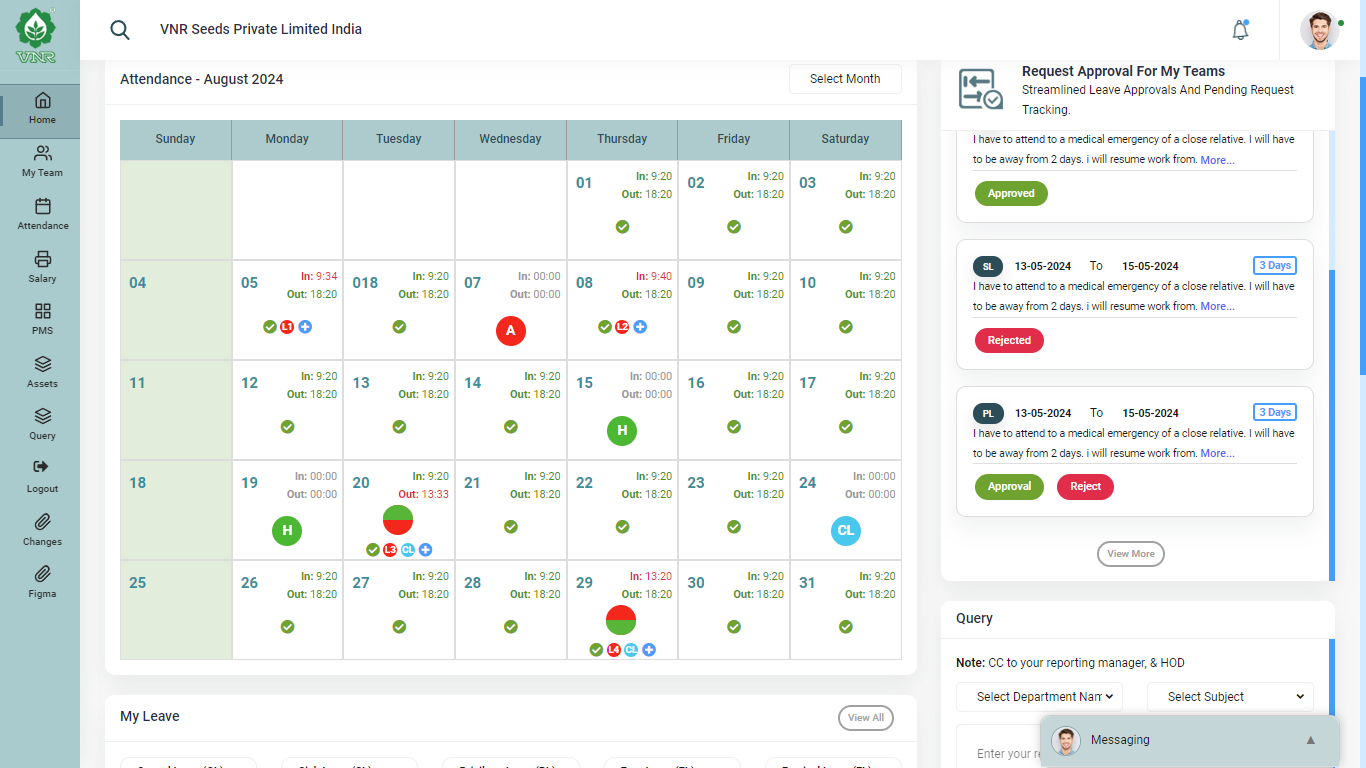 VNR
VNR Seeds Private Limited India
Home
My Team
Attendance
Salary
PMS
Assets
Query
Logout
Changes
Figma
Attendance - August 2024
Select Month
Sunday Monday Tuesday Wednesday Thursday Friday Saturday
01 In: 9:20 Out: 18:20
02 In: 9:20 Out: 18:20
03 In: 9:20 Out: 18:20
04
05 In: 9:34 Out: 18:20 L1
018 In: 9:20 Out: 18:20
07 In: 00:00 Out: 00:00 A
08 In: 9:40 Out: 18:20 L2
09 In: 9:20 Out: 18:20
10 In: 9:20 Out: 18:20
11
12 In: 9:20 Out: 18:20
13 In: 9:20 Out: 18:20
14 In: 9:20 Out: 18:20
15 In: 00:00 Out: 00:00 H
16 In: 9:20 Out: 18:20
17 In: 9:20 Out: 18:20
18
19 In: 00:00 Out: 00:00 H
20 In: 9:20 Out: 13:33 L3 CL
21 In: 9:20 Out: 18:20
22 In: 9:20 Out: 18:20
23 In: 9:20 Out: 18:20
24 In: 00:00 Out: 00:00 CL
25
26 In: 9:20 Out: 18:20
27 In: 9:20 Out: 18:20
28 In: 9:20 Out: 18:20
29 In: 13:20 Out: 18:20 L4 CL
30 In: 9:20 Out: 18:20
31 In: 9:20 Out: 18:20
My Leave
View All
Request Approval For My Teams
Streamlined Leave Approvals And Pending Request
Tracking.
I have to attend to a medical emergency of a close relative. I will have
to be away from 2 days. i will resume work from. More...
Approved
SL 13-05-2024 To 15-05-2024 3 Days
I have to attend to a medical emergency of a close relative. I will have
to be away from 2 days. i will resume work from. More...
Rejected
PL 13-05-2024 To 15-05-2024 3 Days
I have to attend to a medical emergency of a close relative. I will have
to be away from 2 days. i will resume work from. More...
Approval Reject
View More
Query
Note: CC to your reporting manager, & HOD
Select Department Nam Select Subject
Enter your
Messaging